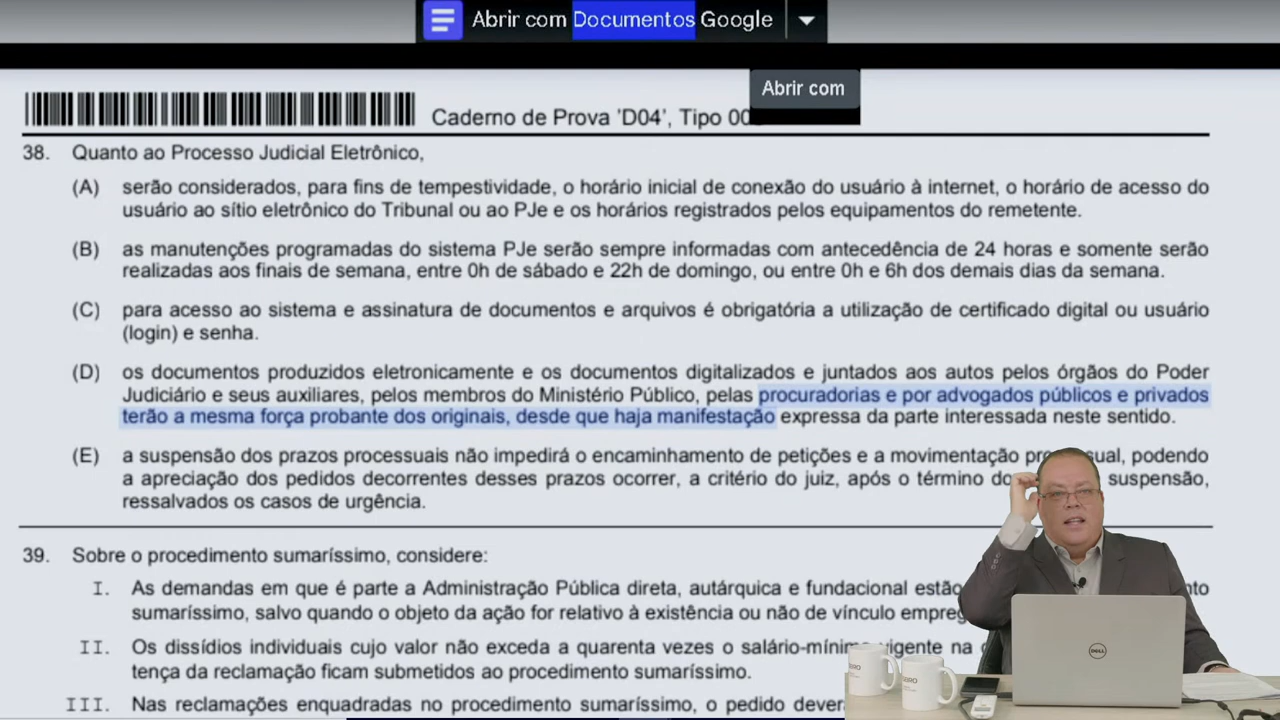 Abrir com Documentos Google
Abrir com
Caderno de Prova 'D04', Tipo 00
38. Quanto ao Processo Judicial Eletrônico,
(A) serão considerados, para fins de tempestividade, o horário inicial de conexão do usuário à internet, o horário de acesso do
usuário ao sítio eletrônico do Tribunal ou ao PJe e os horários registrados pelos equipamentos do remetente.
(B) as manutenções programadas do sistema PJe serão sempre informadas com antecedência de 24 horas e somente serão
realizadas aos finais de semana, entre 0h de sábado e 22h de domingo, ou entre 0h e 6h dos demais dias da semana.
(C) para acesso ao sistema e assinatura de documentos e arquivos é obrigatória a utilização de certificado digital ou usuário
(login) e senha.
(D) os documentos produzidos eletronicamente e os documentos digitalizados e juntados aos autos pelos órgãos do Poder
Judiciário e seus auxiliares, pelos membros do Ministério Público, pelas procuradorias e por advogados públicos e privados
terão a mesma força probante dos originais, desde que haja manifestação expressa da parte interessada neste sentido.
(E) a suspensão dos prazos processuais não impedirá o encaminhamento de petições e a movimentação podendo
a apreciação dos pedidos decorrentes desses prazos ocorrer, a critério do juiz, após o término suspensão,
ressalvados os casos de urgência.
39. Sobre o procedimento sumaríssimo, considere:
I. As demandas em que é parte a Administração Pública direta, autárquica e fundacional estão
sumaríssimo, salvo quando o objeto da ação for relativo à existência ou não de vínculo
II. Os dissídios individuais cujo valor não exceda a quarenta vezes o salário-mínimo vigente na
tença da reclamação ficam submetidos ao procedimento sumaríssimo.
III. Nas reclamações enquadradas no procedimento sumaríssimo, o pedido
DELL